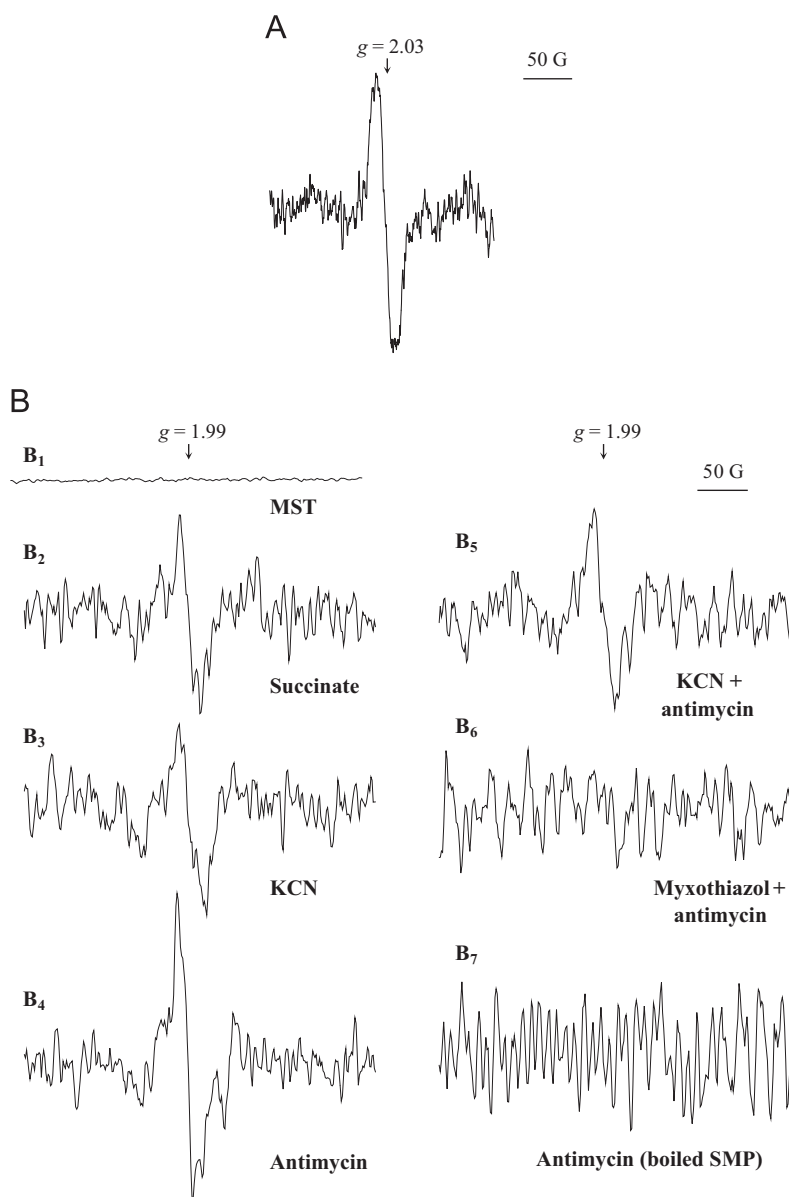 A
g = 2.03
50 G
B
g = 1.99
B₁
MST
B₂
Succinate
B₃
KCN
B₄
Antimycin
g = 1.99
50 G
B₅
KCN +
antimycin
B₆
Myxothiazol +
antimycin
B₇
Antimycin (boiled SMP)